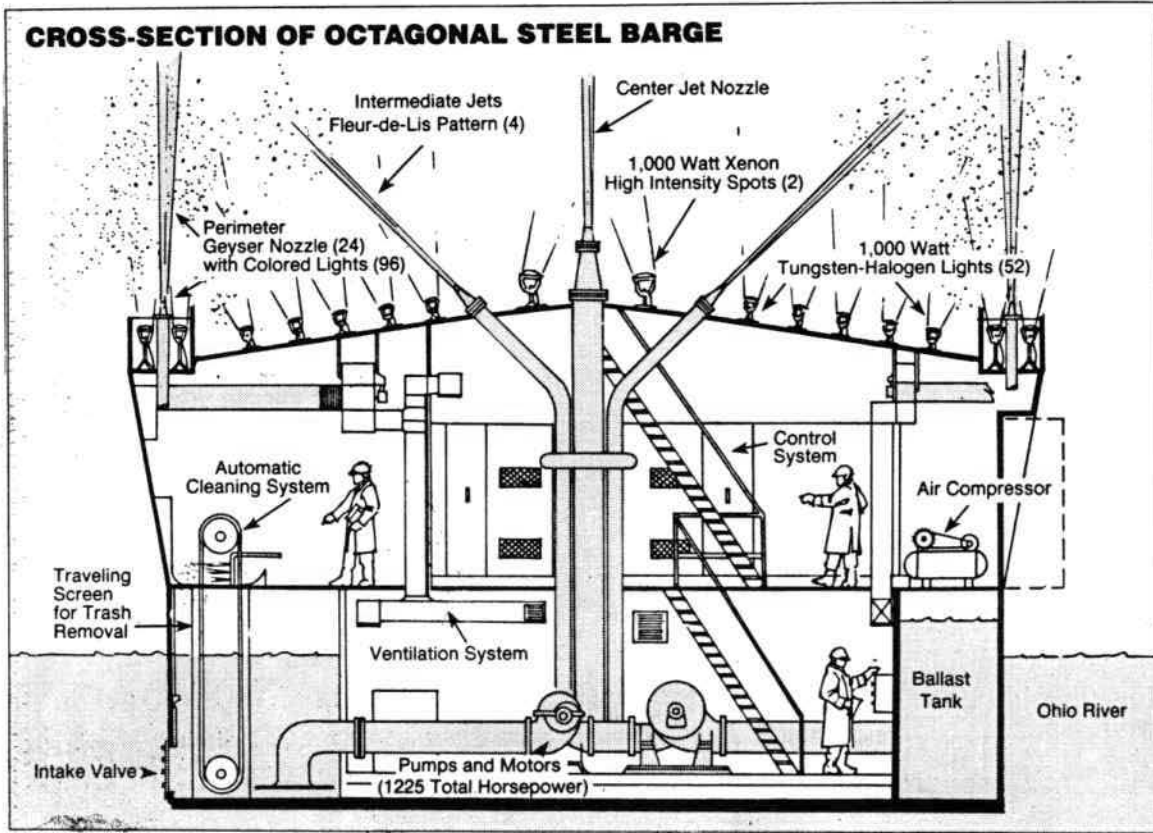 CROSS-SECTION OF OCTAGONAL STEEL BARGE
Intermediate Jets
Fleur-de-Lis Pattern (4)
Center Jet Nozzle
1,000 Watt Xenon
High Intensity Spots (2)
Perimeter
Geyser Nozzle (24)
with Colored Lights (96)
1,000 Watt
Tungsten-Halogen Lights (52)
Automatic
Cleaning System
Control
System
Air Compressor
Traveling
Screen
for Trash
Removal
Ventilation System
Ballast
Tank
Ohio River
Intake Valve
Pumps and Motors
(1225 Total Horsepower)